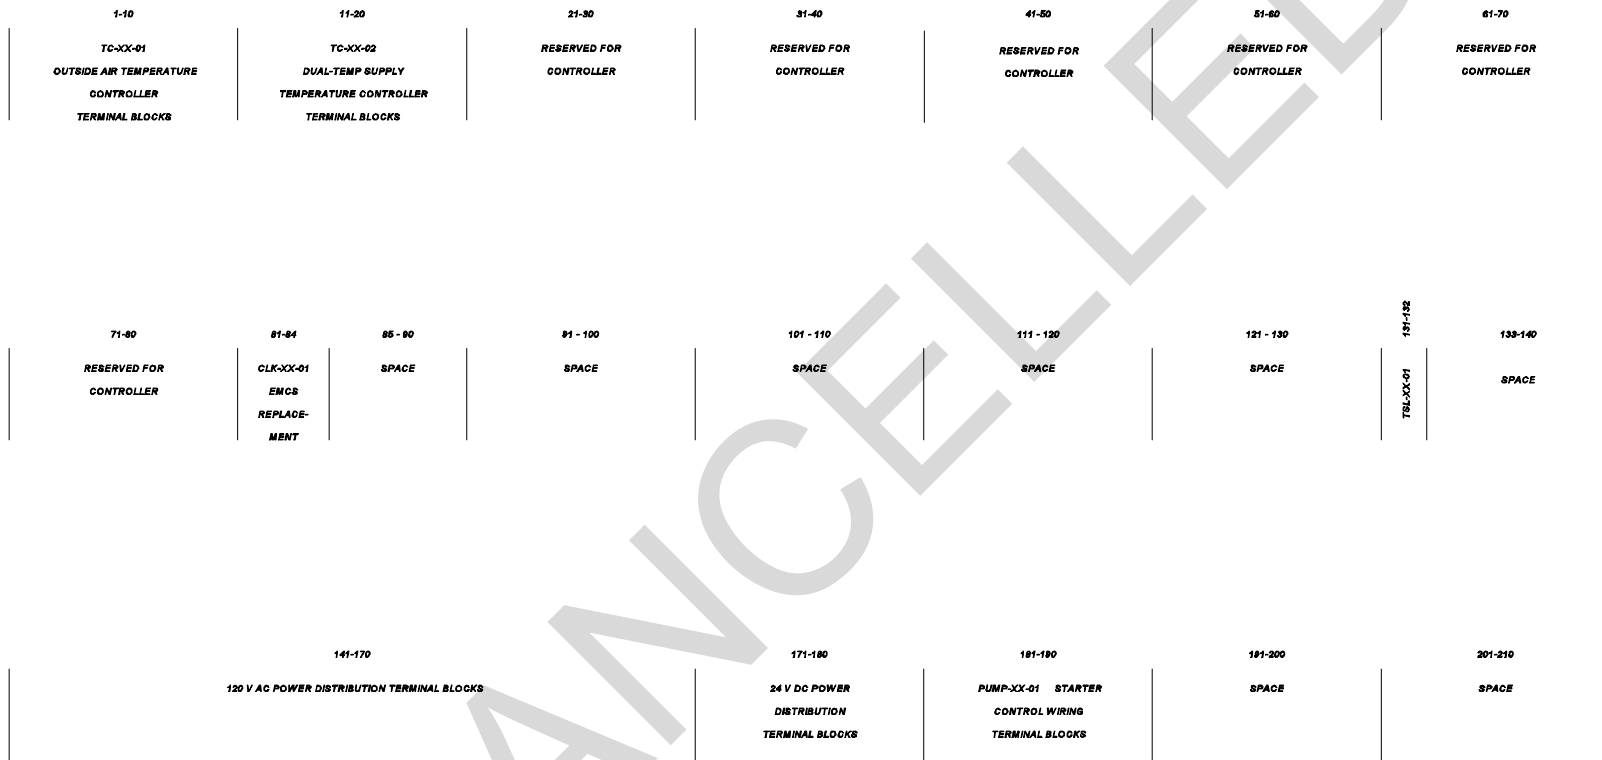 1-10 11-20 21-30 31-40 41-50 51-60 61-70
TC-XX-01
OUTSIDE AIR TEMPERATURE
CONTROLLER
TERMINAL BLOCKS
TC-XX-02
DUAL-TEMP SUPPLY
TEMPERATURE CONTROLLER
TERMINAL BLOCKS
RESERVED FOR
CONTROLLER
RESERVED FOR
CONTROLLER
RESERVED FOR
CONTROLLER
RESERVED FOR
CONTROLLER
RESERVED FOR
CONTROLLER
71-80 81-84 85 - 90 91 - 100 101 - 110 111 - 120 121 - 130 131-132 133-140
RESERVED FOR
CONTROLLER
CLK-XX-01
EMCS
REPLACE-
MENT
SPACE
SPACE
SPACE
SPACE
SPACE
TSL-XX-01
SPACE
141-170 171-180 181-190 191-200 201-210
120 V AC POWER DISTRIBUTION TERMINAL BLOCKS
24 V DC POWER
DISTRIBUTION
TERMINAL BLOCKS
PUMP-XX-01 STARTER
CONTROL WIRING
TERMINAL BLOCKS
SPACE
SPACE
ANCELLED